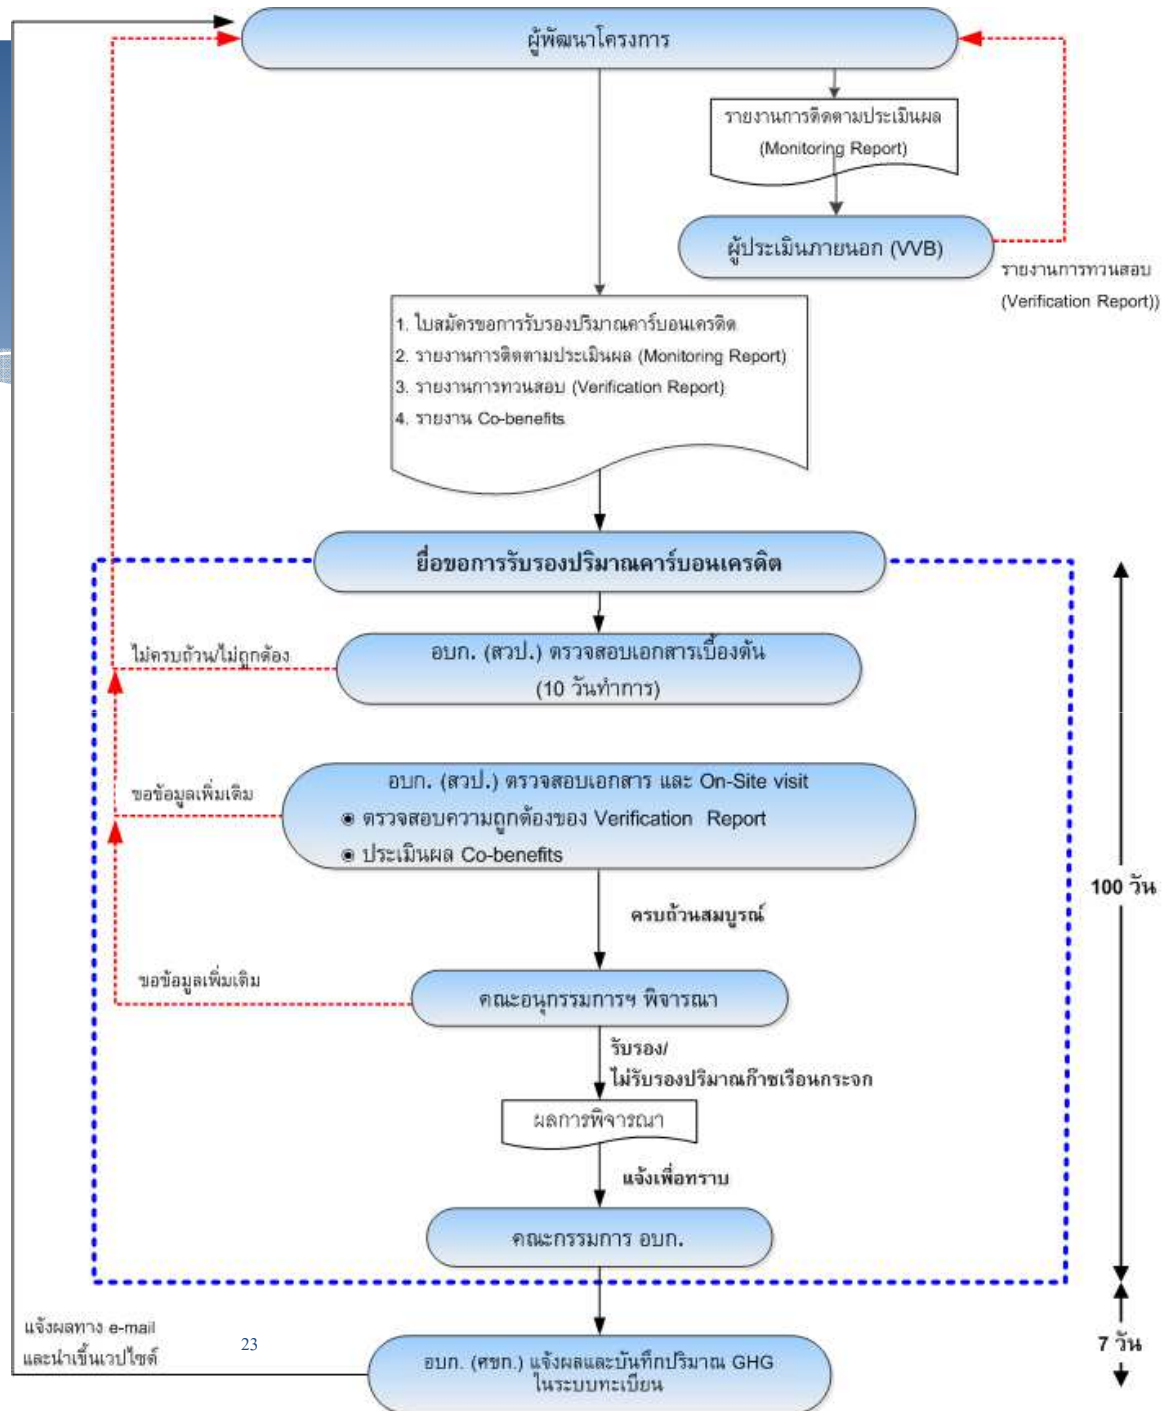 ผู้พัฒนาโครงการ
รายงานการติดตามประเมินผล
(Monitoring Report)
ผู้ประเมินภายนอก (VVB)
รายงานการทวนสอบ
(Verification Report))
1. ใบสมัครขอการรับรองปริมาณคาร์บอนเครดิต
2. รายงานการติดตามประเมินผล (Monitoring Report)
3. รายงานการทวนสอบ (Verification Report)
4. รายงาน Co-benefits
ยื่อขอการรับรองปริมาณคาร์บอนเครดิต
ไม่ครบถ้วน/ไม่ถูกต้อง
อบก. (สวป.) ตรวจสอบเอกสารเบื้องต้น
(10 วันทำการ)
ขอข้อมูลเพิ่มเติม
อบก. (สวป.) ตรวจสอบเอกสาร และ On-Site visit
◉ ตรวจสอบความถูกต้องของ Verification Report
◉ ประเมินผล Co-benefits
100 วัน
ครบถ้วนสมบูรณ์
ขอข้อมูลเพิ่มเติม
คณะอนุกรรมการฯ พิจารณา
รับรอง/
ไม่รับรองปริมาณก๊าซเรือนกระจก
ผลการพิจารณา
แจ้งเพื่อทราบ
คณะกรรมการ อบก.
แจ้งผลทาง e-mail
และนำเขึ้นเวปไซต์
23
7 วัน
อบก. (ศขก.) แจ้งผลและบันทึกปริมาณ GHG
ในระบบทะเบียน